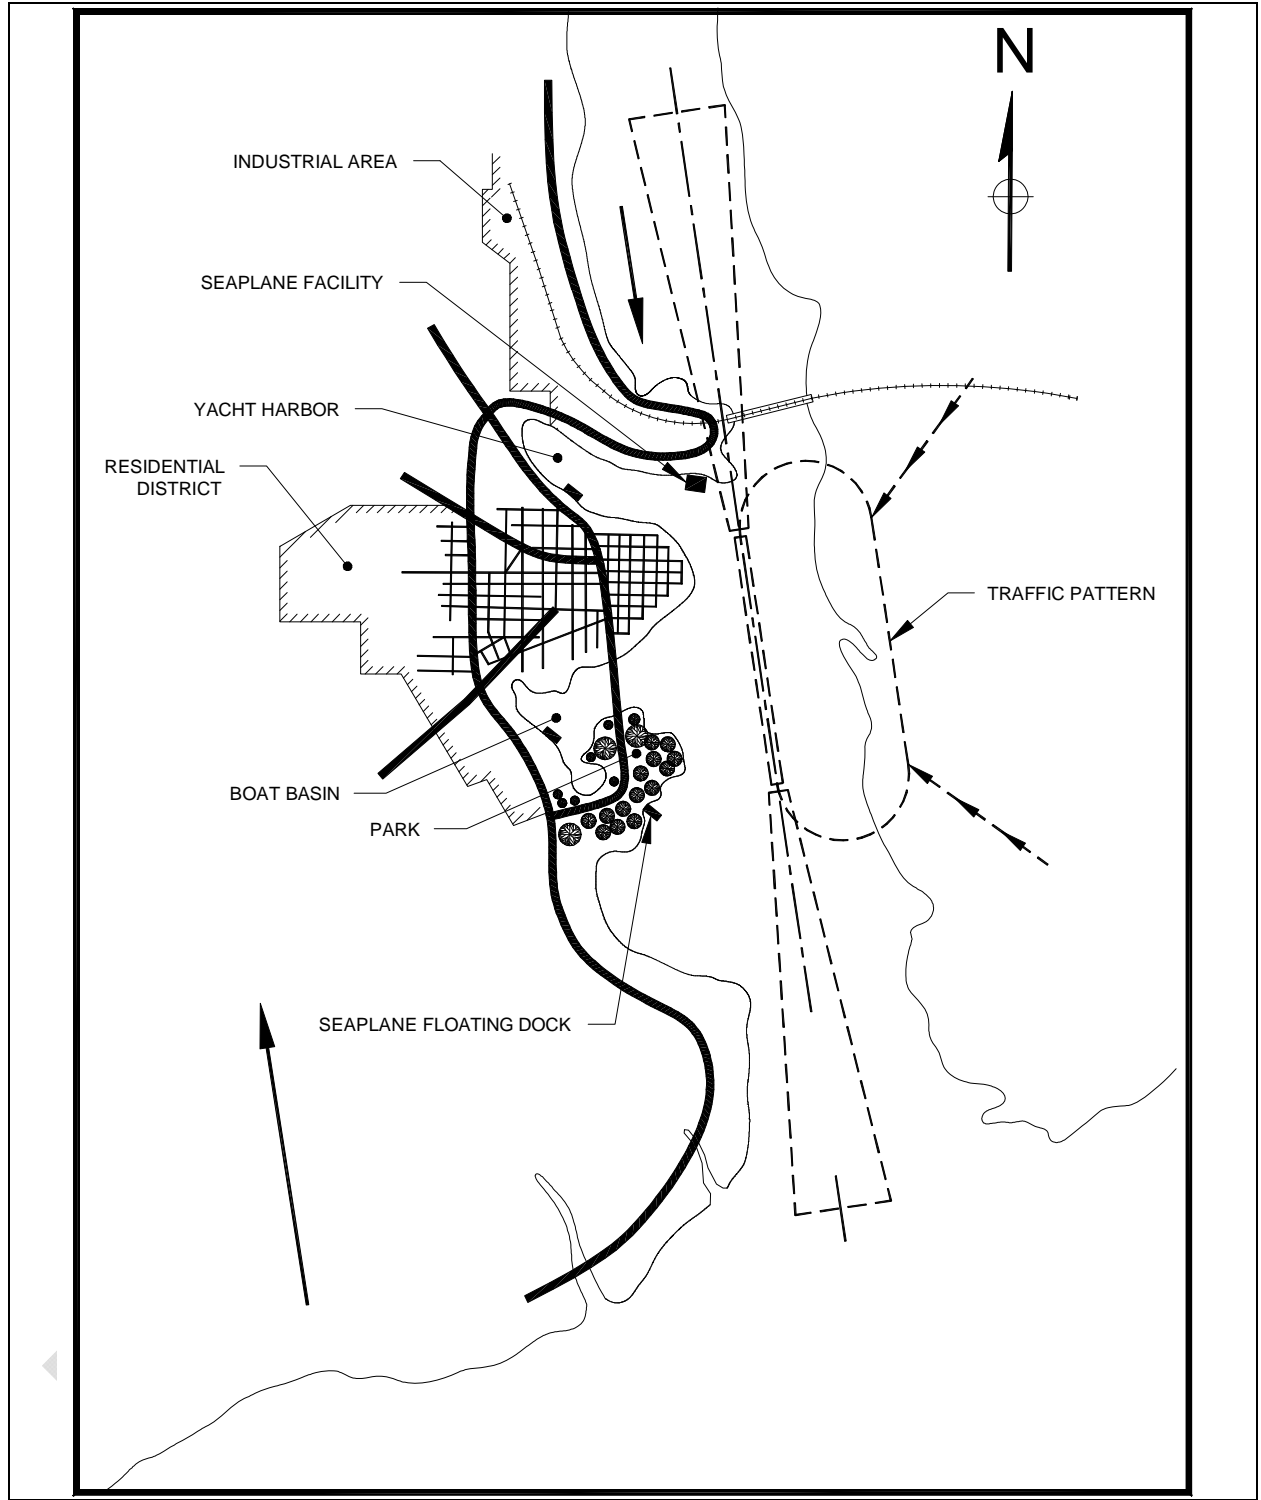 N
INDUSTRIAL AREA
SEAPLANE FACILITY
YACHT HARBOR
RESIDENTIAL
DISTRICT
TRAFFIC PATTERN
BOAT BASIN
PARK
SEAPLANE FLOATING DOCK